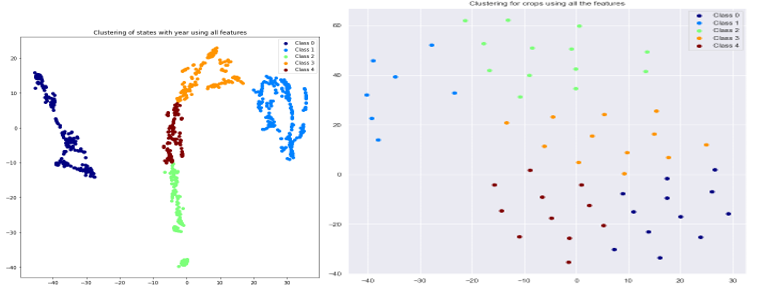 Clustering of states with year using all features
Class 0
Class 1
Class 2
Class 3
Class 4
20
10
0
−10
−20
−30
−40
−40
−30
−20
−10
0
10
20
30
Clustering for crops using all the features
Class 0
Class 1
Class 2
Class 3
Class 4
60
40
20
0
−20
−40
−40
−30
−20
−10
0
10
20
30